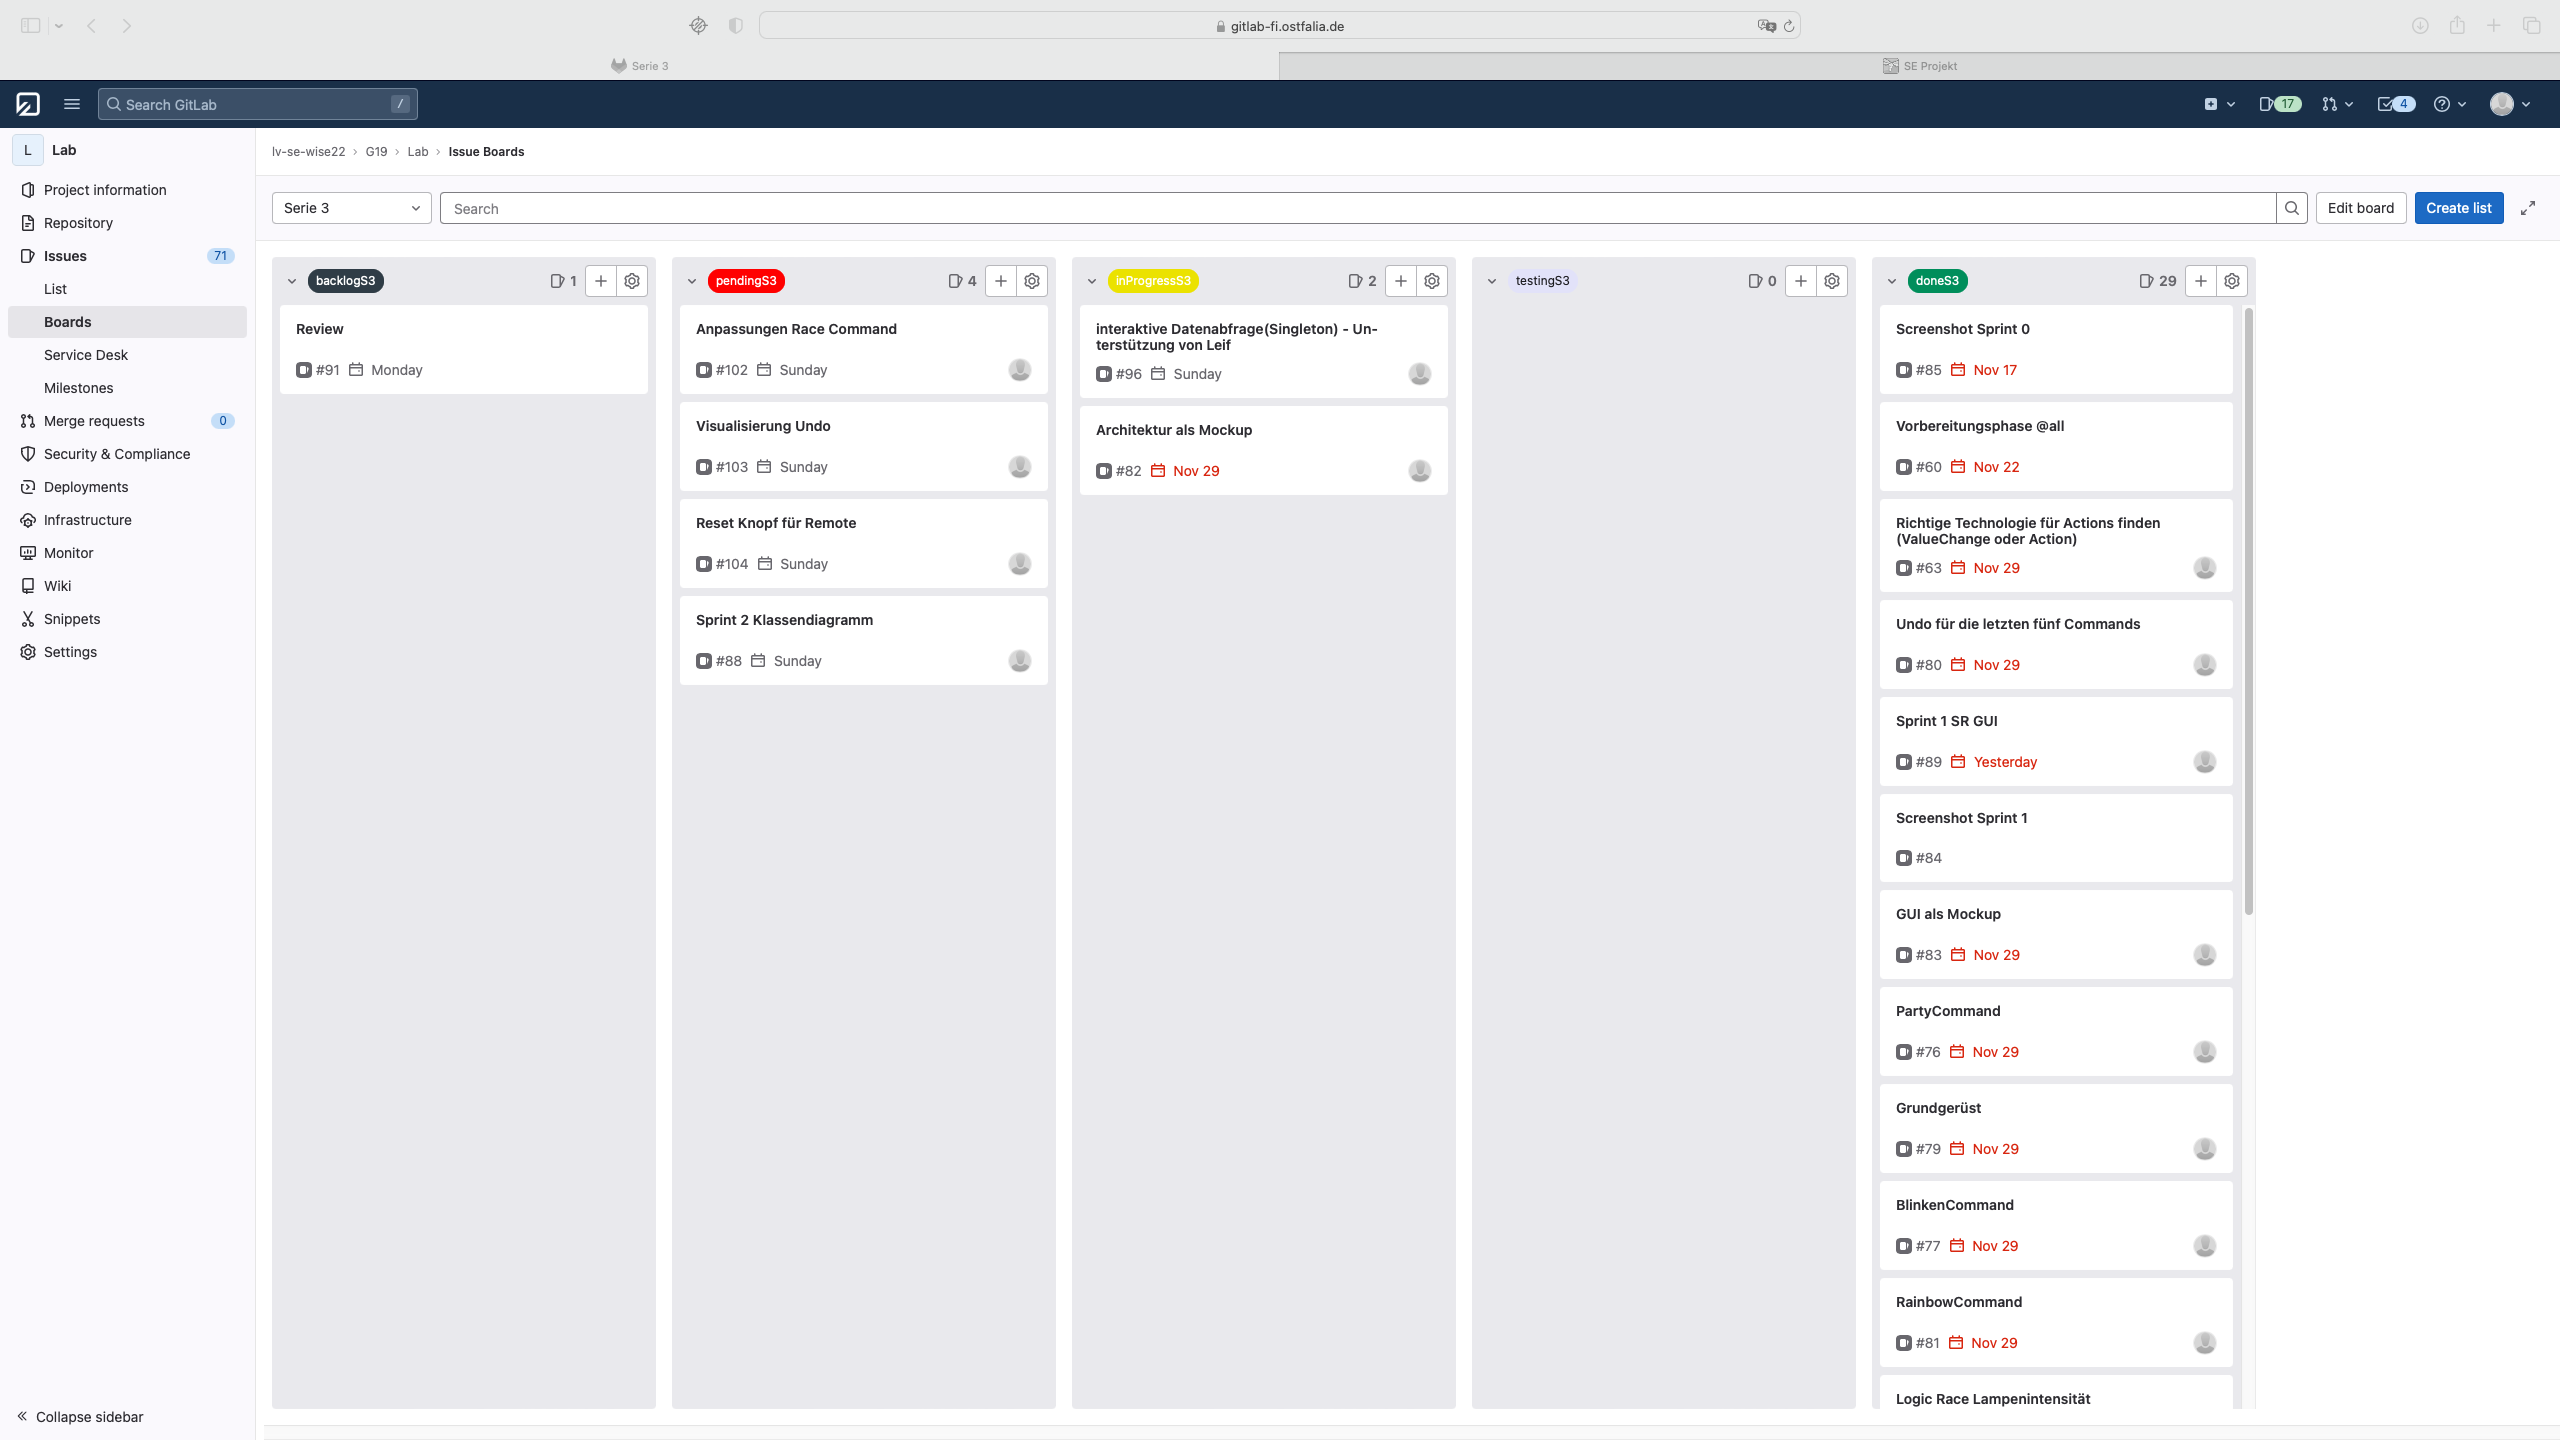 gitlab-fi.ostfalia.de
Serie 3
SE Projekt
Search GitLab
/
17
4
L
Lab
Project information
Repository
Issues
71
List
Boards
Service Desk
Milestones
Merge requests
0
Security & Compliance
Deployments
Infrastructure
Monitor
Wiki
Snippets
Settings
Collapse sidebar
lv-se-wise22 › G19 › Lab › Issue Boards
Serie 3
Search
Edit board
Create list
backlogS3
1
Review
#91 Monday
pendingS3
4
Anpassungen Race Command
#102 Sunday
Visualisierung Undo
#103 Sunday
Reset Knopf für Remote
#104 Sunday
Sprint 2 Klassendiagramm
#88 Sunday
inProgressS3
2
interaktive Datenabfrage(Singleton) - Un-
terstützung von Leif
#96 Sunday
Architektur als Mockup
#82 Nov 29
testingS3
0
doneS3
29
Screenshot Sprint 0
#85 Nov 17
Vorbereitungsphase @all
#60 Nov 22
Richtige Technologie für Actions finden
(ValueChange oder Action)
#63 Nov 29
Undo für die letzten fünf Commands
#80 Nov 29
Sprint 1 SR GUI
#89 Yesterday
Screenshot Sprint 1
#84
GUI als Mockup
#83 Nov 29
PartyCommand
#76 Nov 29
Grundgerüst
#79 Nov 29
BlinkenCommand
#77 Nov 29
RainbowCommand
#81 Nov 29
Logic Race Lampenintensität